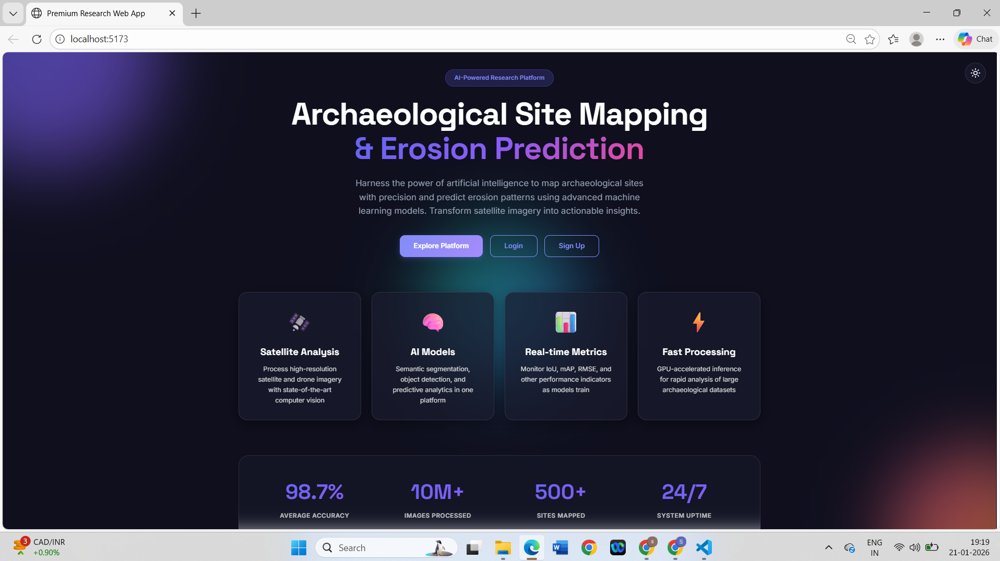 Premium Research Web App
localhost:5173
Chat
AI-Powered Research Platform
Archaeological Site Mapping
& Erosion Prediction
Harness the power of artificial intelligence to map archaeological sites
with precision and predict erosion patterns using advanced machine
learning models. Transform satellite imagery into actionable insights.
Explore Platform
Login
Sign Up
Satellite Analysis
Process high-resolution
satellite and drone imagery
with state-of-the-art
computer vision
AI Models
Semantic segmentation,
object detection, and
predictive analytics in one
platform
Real-time Metrics
Monitor IoU, mAP, RMSE, and
other performance indicators
as models train
Fast Processing
GPU-accelerated inference
for rapid analysis of large
archaeological datasets
98.7%
AVERAGE ACCURACY
10M+
IMAGES PROCESSED
500+
SITES MAPPED
24/7
SYSTEM UPTIME
3
CAD/INR
+0.90%
Search
W
s
S
ENG
IN
19:19
21-01-2026